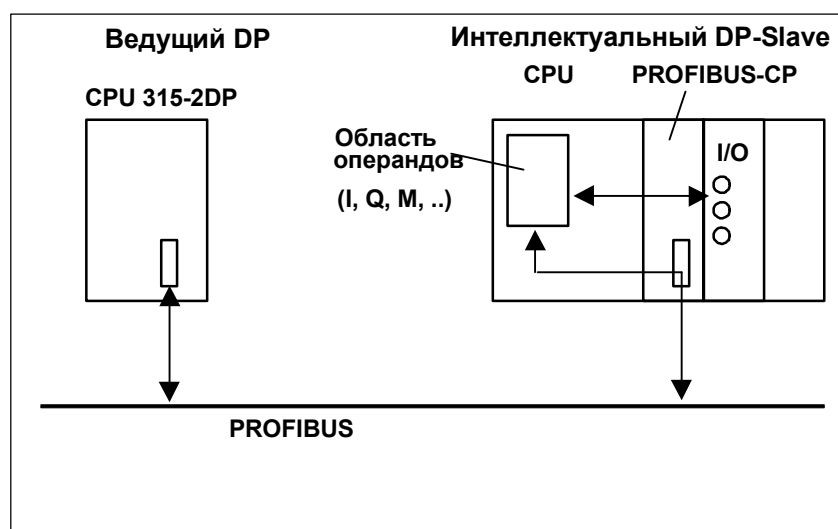 Ведущий DP
Интеллектуальный DP-Slave
CPU
PROFIBUS-CP
CPU 315-2DP
Область
операндов
(I, Q, M, ..)
I/O
PROFIBUS